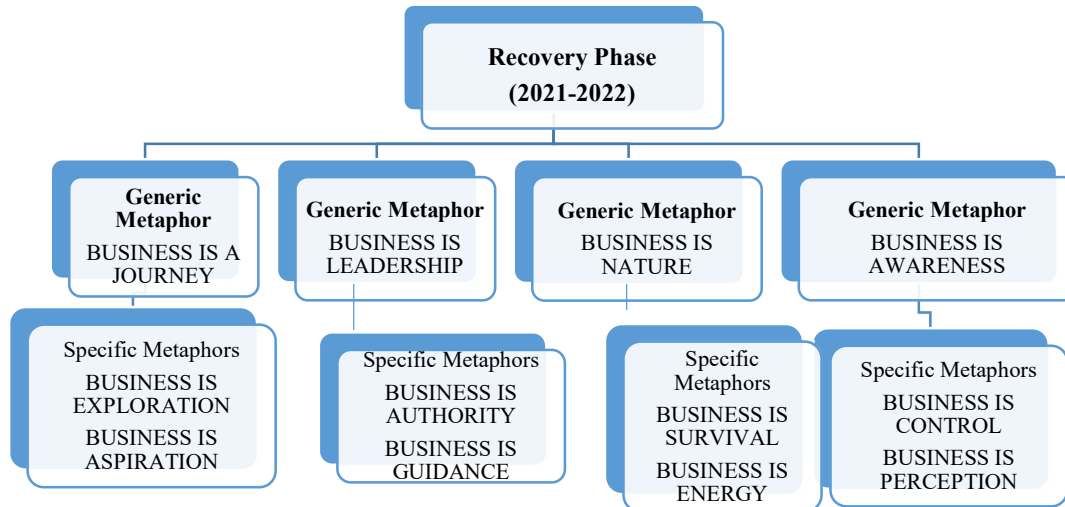 Recovery Phase
(2021-2022)
Generic
Metaphor
BUSINESS IS A
JOURNEY
Generic Metaphor
BUSINESS IS
LEADERSHIP
Generic Metaphor
BUSINESS IS
NATURE
Generic Metaphor
BUSINESS IS
AWARENESS
Specific Metaphors
BUSINESS IS
EXPLORATION
BUSINESS IS
ASPIRATION
Specific Metaphors
BUSINESS IS
AUTHORITY
BUSINESS IS
GUIDANCE
Specific
Metaphors
BUSINESS IS
SURVIVAL
BUSINESS IS
ENERGY
Specific Metaphors
BUSINESS IS
CONTROL
BUSINESS IS
PERCEPTION